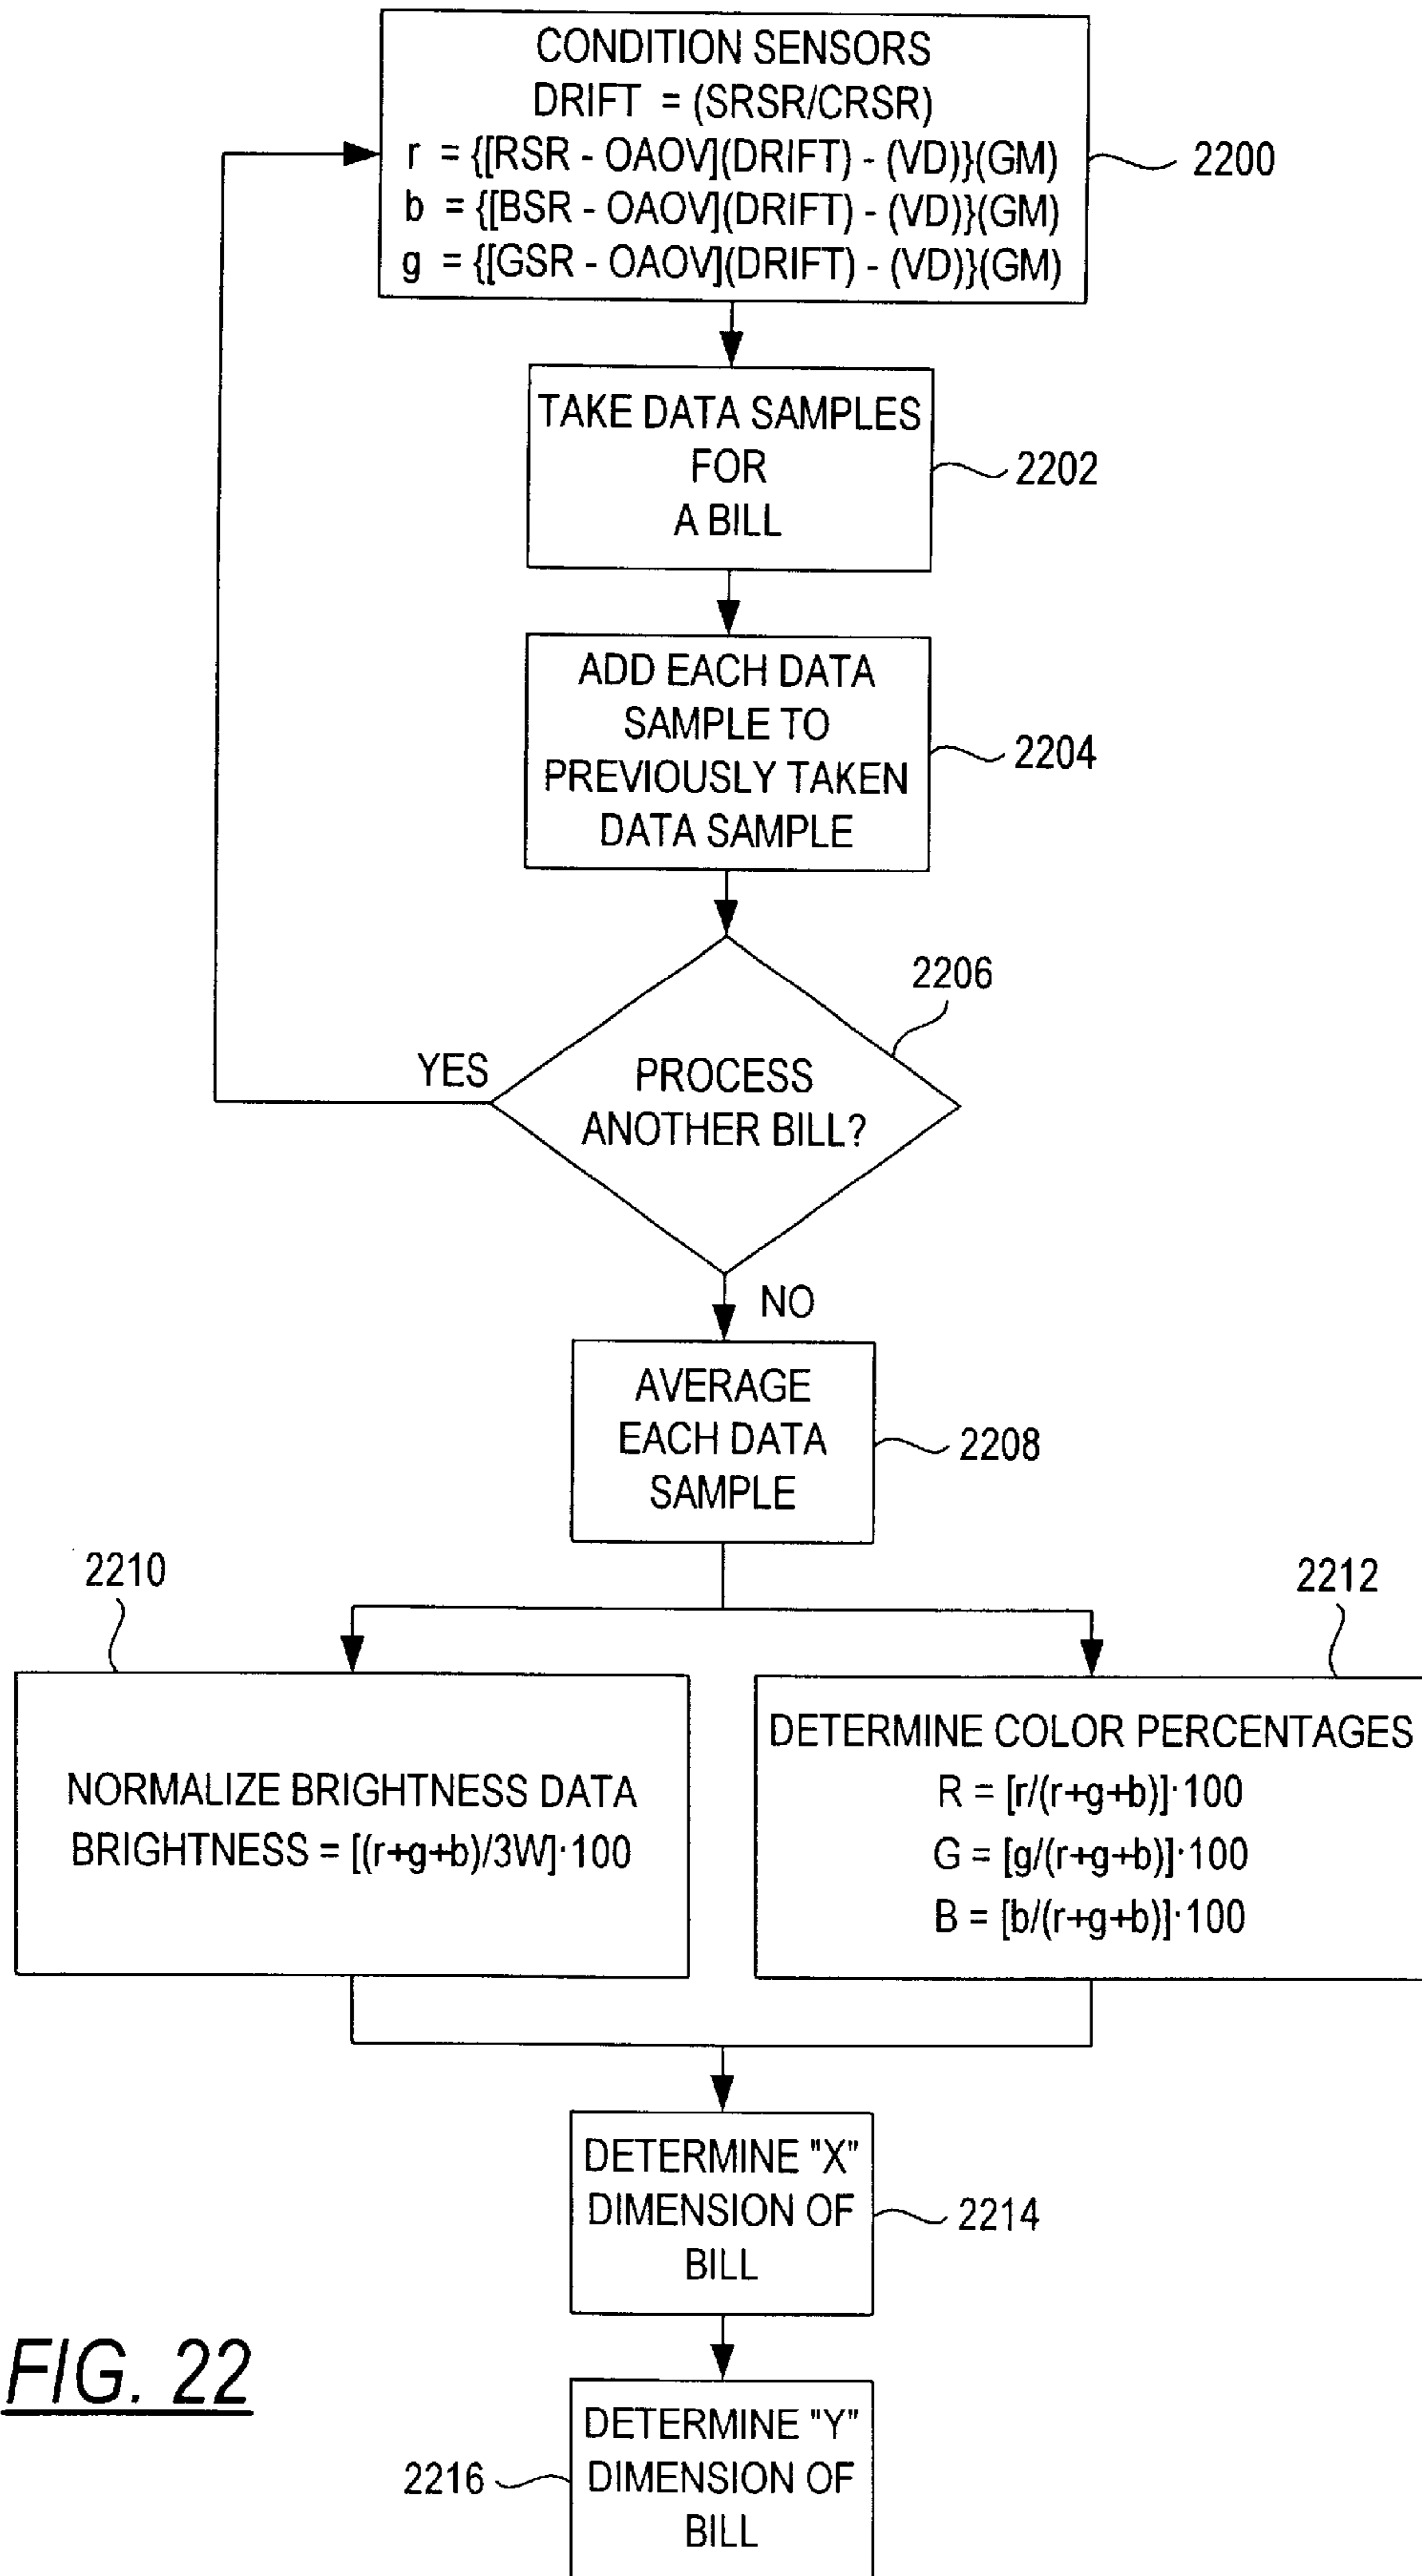 CONDITION SENSORS
DRIFT = (SRSR/CRSR)
r = {[RSR - OAOV](DRIFT) - (VD)}(GM)
b = {[BSR - OAOV](DRIFT) - (VD)}(GM)
g = {[GSR - OAOV](DRIFT) - (VD)}(GM)
2200
TAKE DATA SAMPLES
FOR
A BILL
2202
ADD EACH DATA
SAMPLE TO
PREVIOUSLY TAKEN
DATA SAMPLE
2204
2206
YES
PROCESS
ANOTHER BILL?
NO
AVERAGE
EACH DATA
SAMPLE
2208
2210
NORMALIZE BRIGHTNESS DATA
BRIGHTNESS = [(r+g+b)/3W]·100
2212
DETERMINE COLOR PERCENTAGES
R = [r/(r+g+b)]·100
G = [g/(r+g+b)]·100
B = [b/(r+g+b)]·100
DETERMINE "X"
DIMENSION OF
BILL
2214
DETERMINE "Y"
DIMENSION OF
BILL
2216
FIG. 22